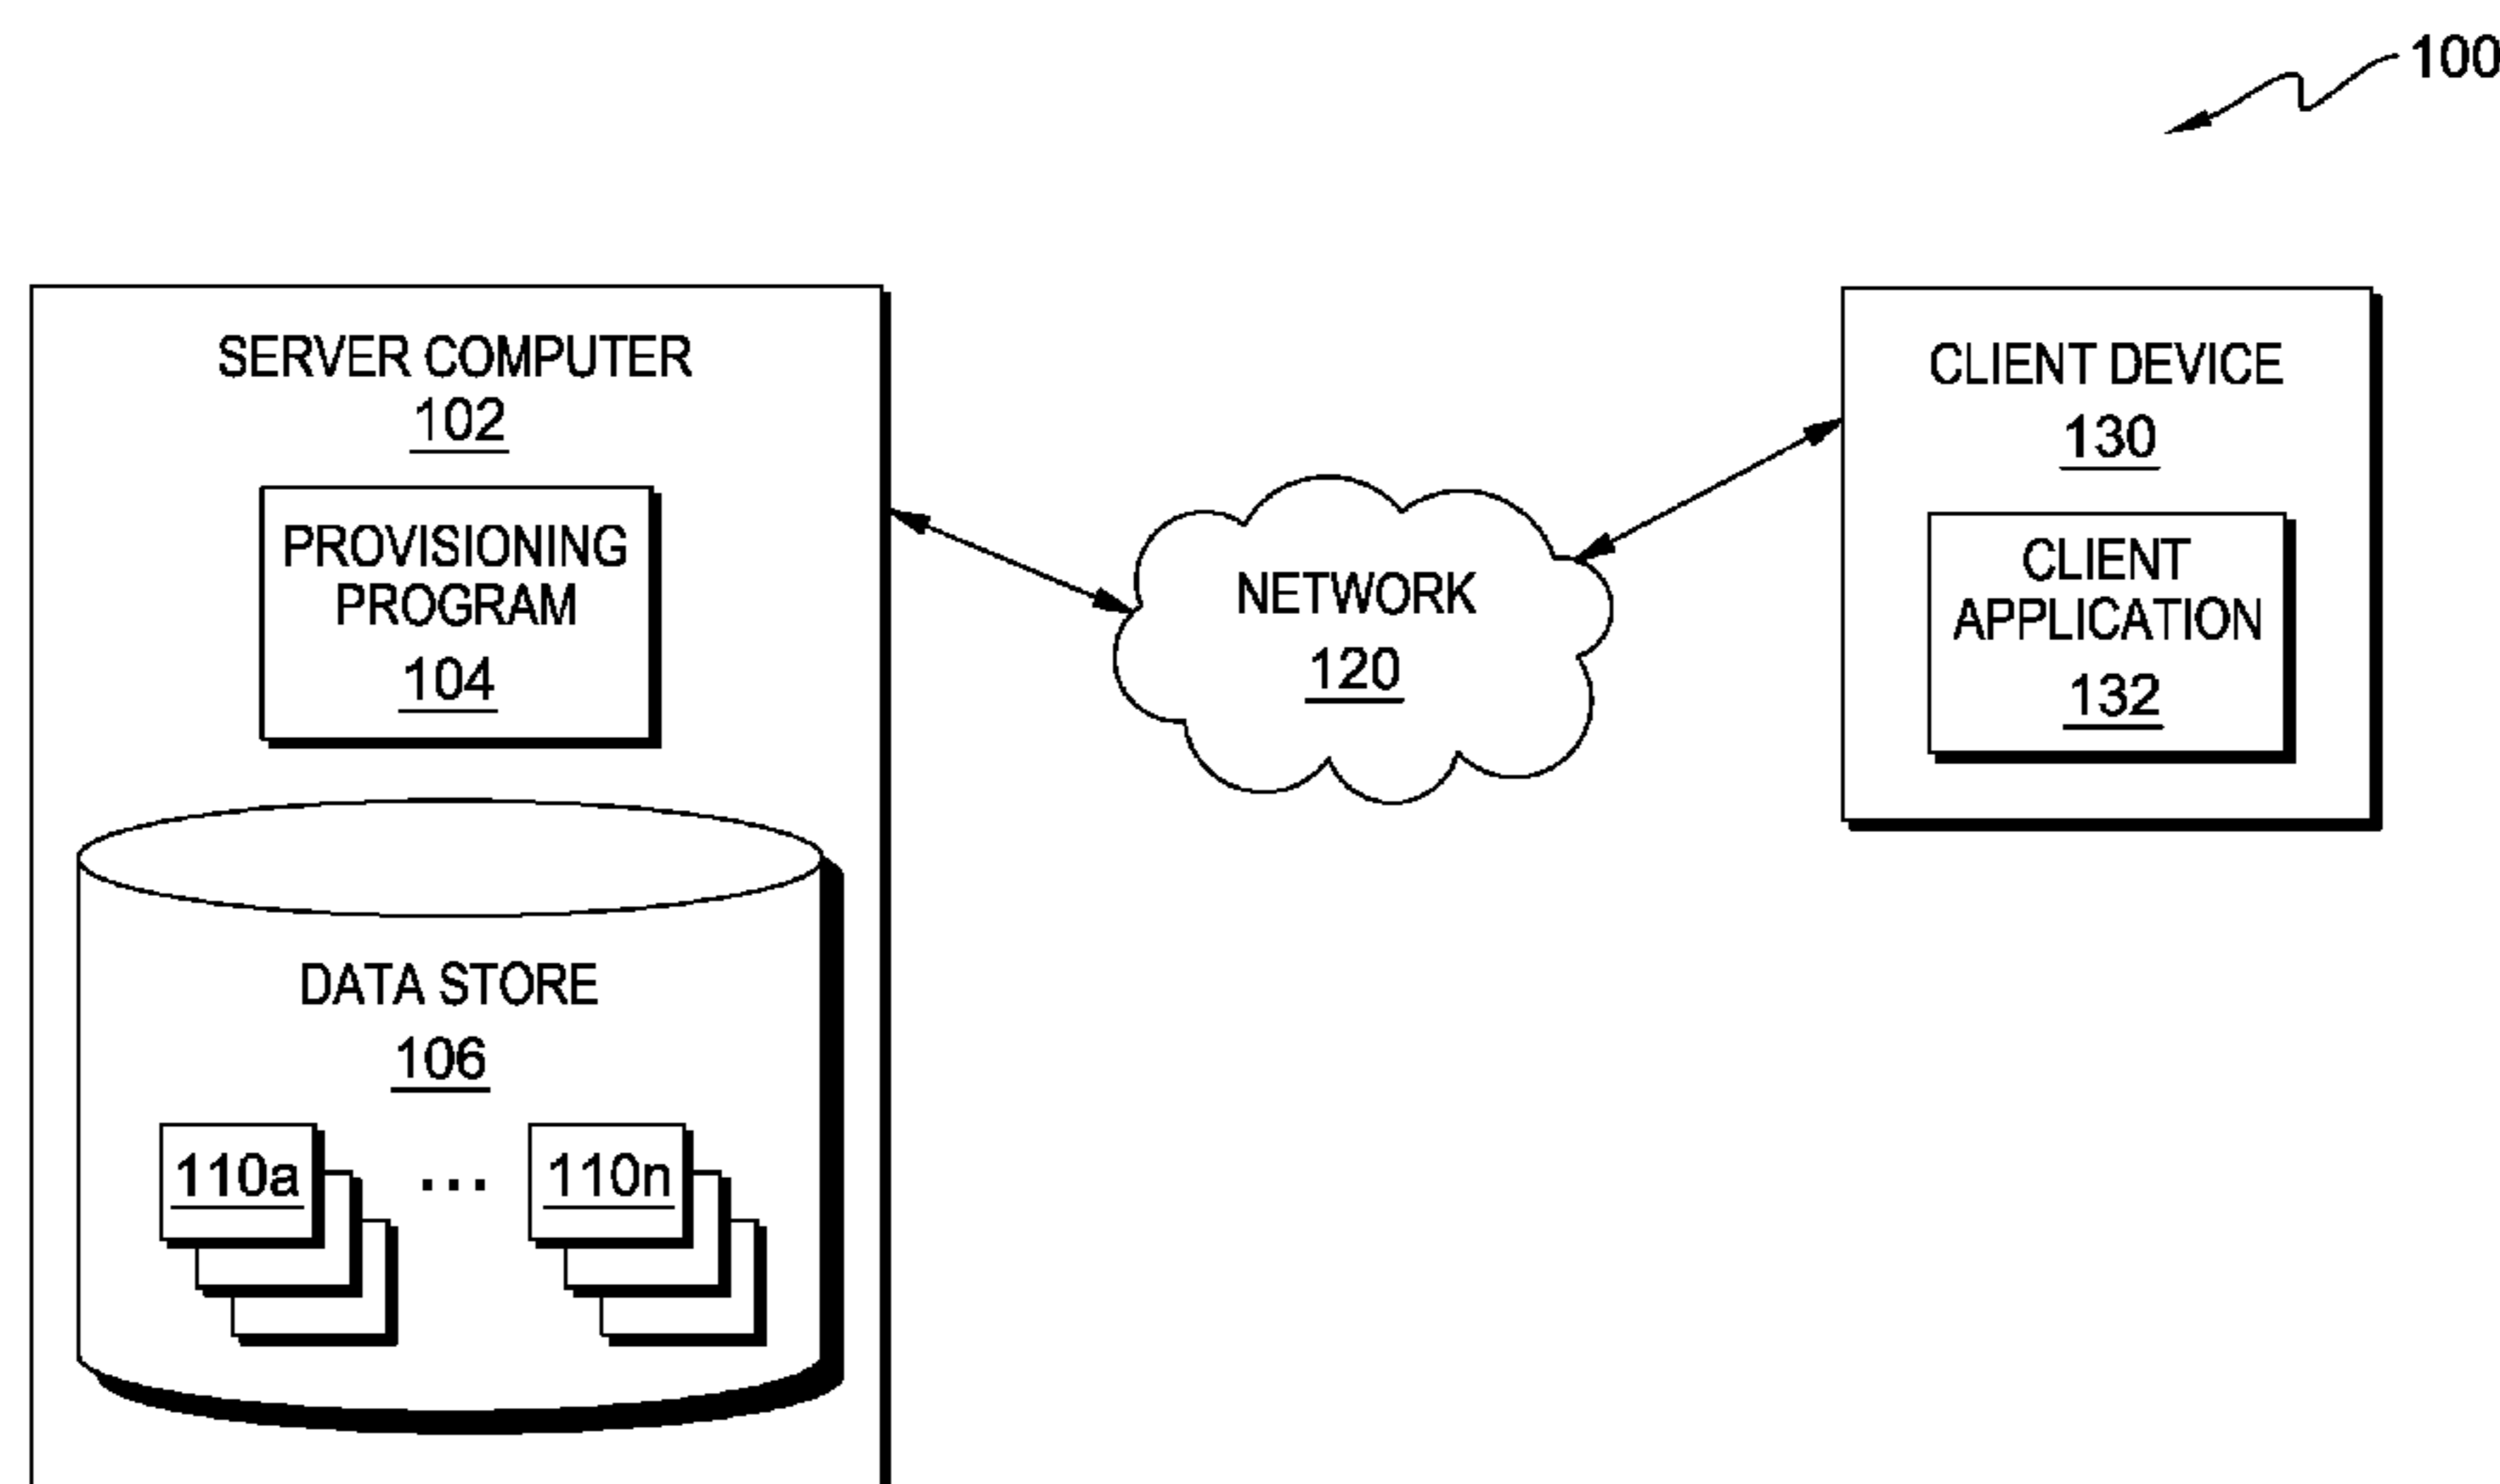 100
SERVER COMPUTER
102
PROVISIONING
PROGRAM
104
DATA STORE
106
110a
...
110n
NETWORK
120
CLIENT DEVICE
130
CLIENT
APPLICATION
132